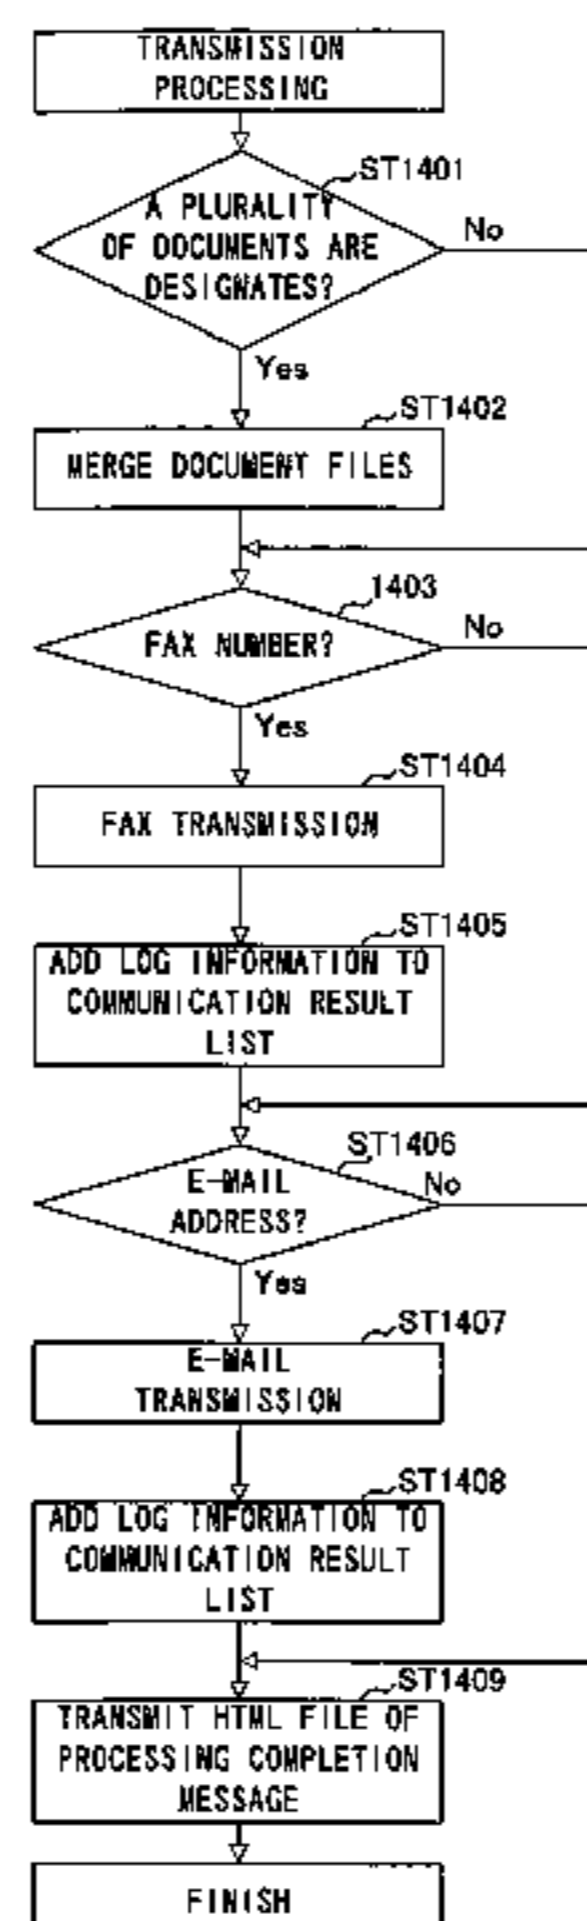 TRANSMISSION
PROCESSING
ST1401
A PLURALITY
OF DOCUMENTS ARE
DESIGNATES?
No
Yes
ST1402
MERGE DOCUMENT FILES
1403
FAX NUMBER?
No
Yes
ST1404
FAX TRANSMISSION
ST1405
ADD LOG INFORMATION TO
COMMUNICATION RESULT
LIST
ST1406
E-MAIL
ADDRESS?
No
Yes
ST1407
E-MAIL
TRANSMISSION
ST1408
ADD LOG INFORMATION TO
COMMUNICATION RESULT
LIST
ST1409
TRANSMIT HTML FILE OF
PROCESSING COMPLETION
MESSAGE
FINISH